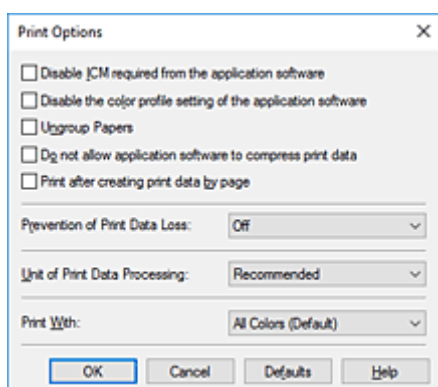 Print Options
Disable ICM required from the application software
Disable the color profile setting of the application software
Ungroup Papers
Do not allow application software to compress print data
Print after creating print data by page
Prevention of Print Data Loss: Off
Unit of Print Data Processing: Recommended
Print With: All Colors (Default)
OK Cancel Defaults Help